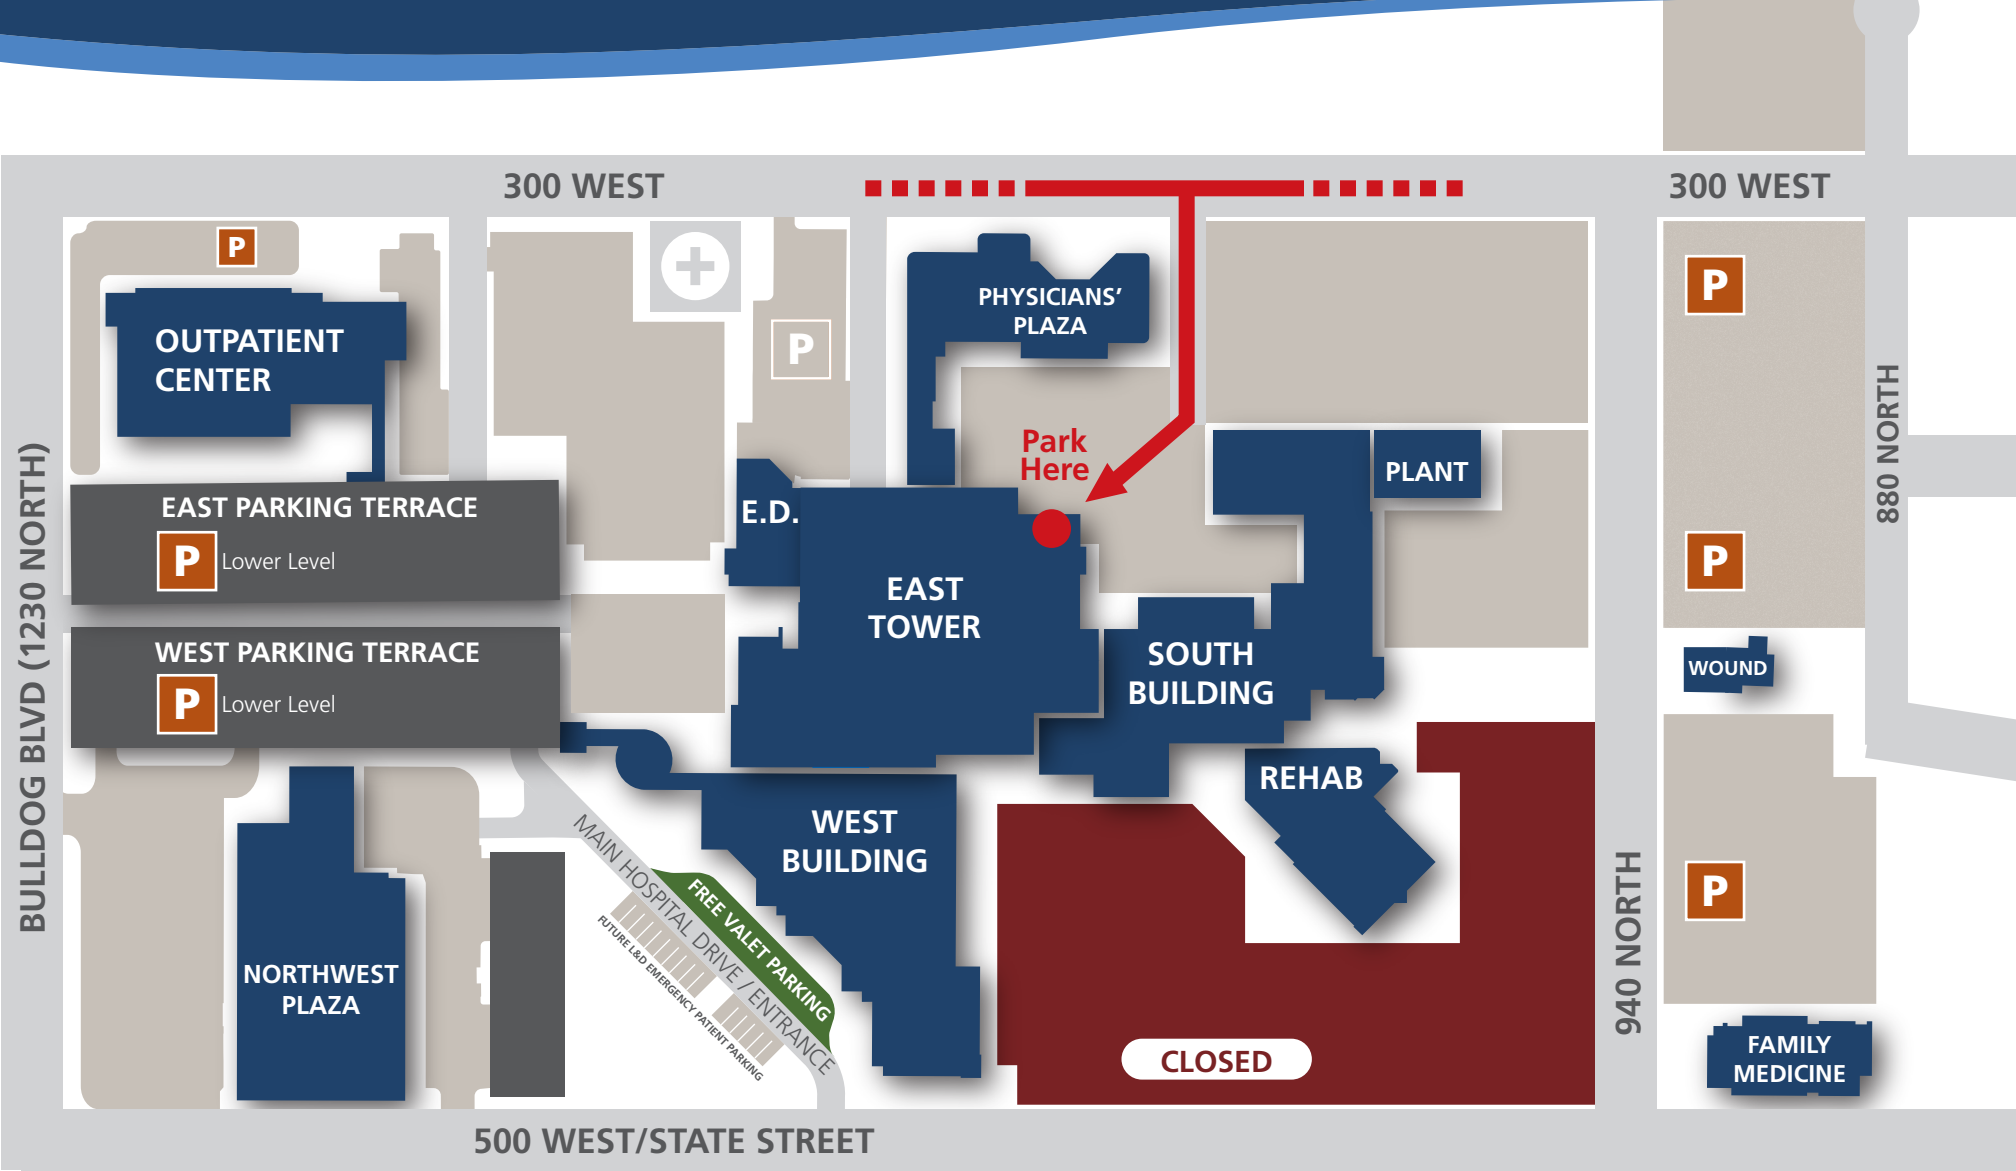 300 WEST
300 WEST
P
P
PHYSICIANS’
PLAZA
OUTPATIENT
CENTER
P
Park
Here
PLANT
880 NORTH
BULLDOG BLVD (1230 NORTH)
EAST PARKING TERRACE
P Lower Level
E.D.
P
EAST
TOWER
WEST PARKING TERRACE
P Lower Level
SOUTH
BUILDING
WOUND
REHAB
WEST
BUILDING
MAIN HOSPITAL DRIVE / ENTRANCE
FREE VALET PARKING
FUTURE L&D EMERGENCY PATIENT PARKING
P
940 NORTH
NORTHWEST
PLAZA
CLOSED
FAMILY
MEDICINE
500 WEST/STATE STREET